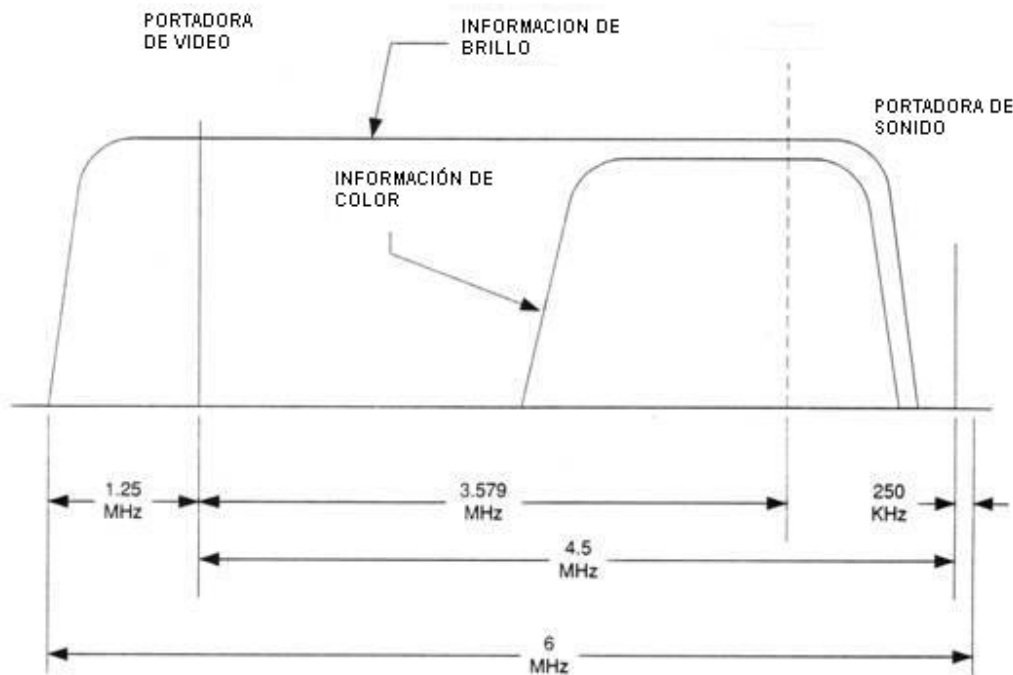 PORTADORA
DE VIDEO
INFORMACION DE
BRILLO
PORTADORA DE
SONIDO
INFORMACIÓN DE
COLOR
1.25
MHz
3.579
MHz
250
KHz
4.5
MHz
6
MHz